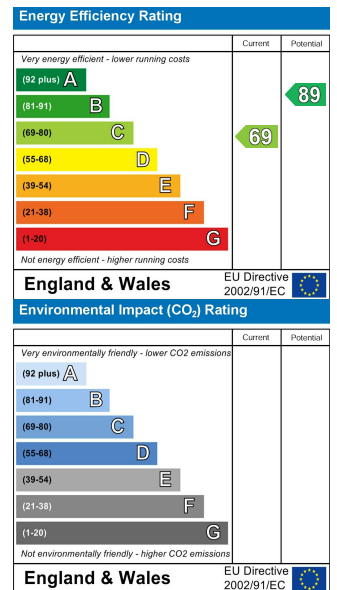 Energy Efficiency Rating
Current Potential
Very energy efficient - lower running costs
(92 plus) A
(81-91) B
(69-80) C
(55-68) D
(39-54) E
(21-38) F
(1-20) G
89
69
Not energy efficient - higher running costs
England & Wales
EU Directive
2002/91/EC
Environmental Impact (CO₂) Rating
Current Potential
Very environmentally friendly - lower CO2 emissions
(92 plus) A
(81-91) B
(69-80) C
(55-68) D
(39-54) E
(21-38) F
(1-20) G
Not environmentally friendly - higher CO2 emissions
England & Wales
EU Directive
2002/91/EC